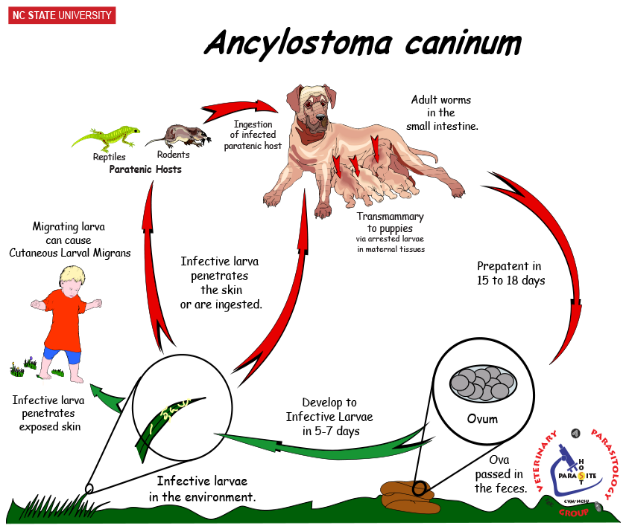 NC STATE UNIVERSITY
Ancylostoma caninum
Adult worms
in the
small intestine.
Ingestion
of infected
paratenic host
Reptiles
Rodents
Paratenic Hosts
Transmammary
to puppies
via arrested larvae
in maternal tissues
Migrating larva
can cause
Cutaneous Larval Migrans
Infective larva
penetrates
the skin
or are ingested.
Prepatent in
15 to 18 days
Infective larva
penetrates
exposed skin
Develop to
Infective Larvae
in 5-7 days
Ovum
Ova
passed in
the feces.
Infective larvae
in the environment.
VETERINARY
PARASITOLOGY
GROUP
HOST
PARASITE